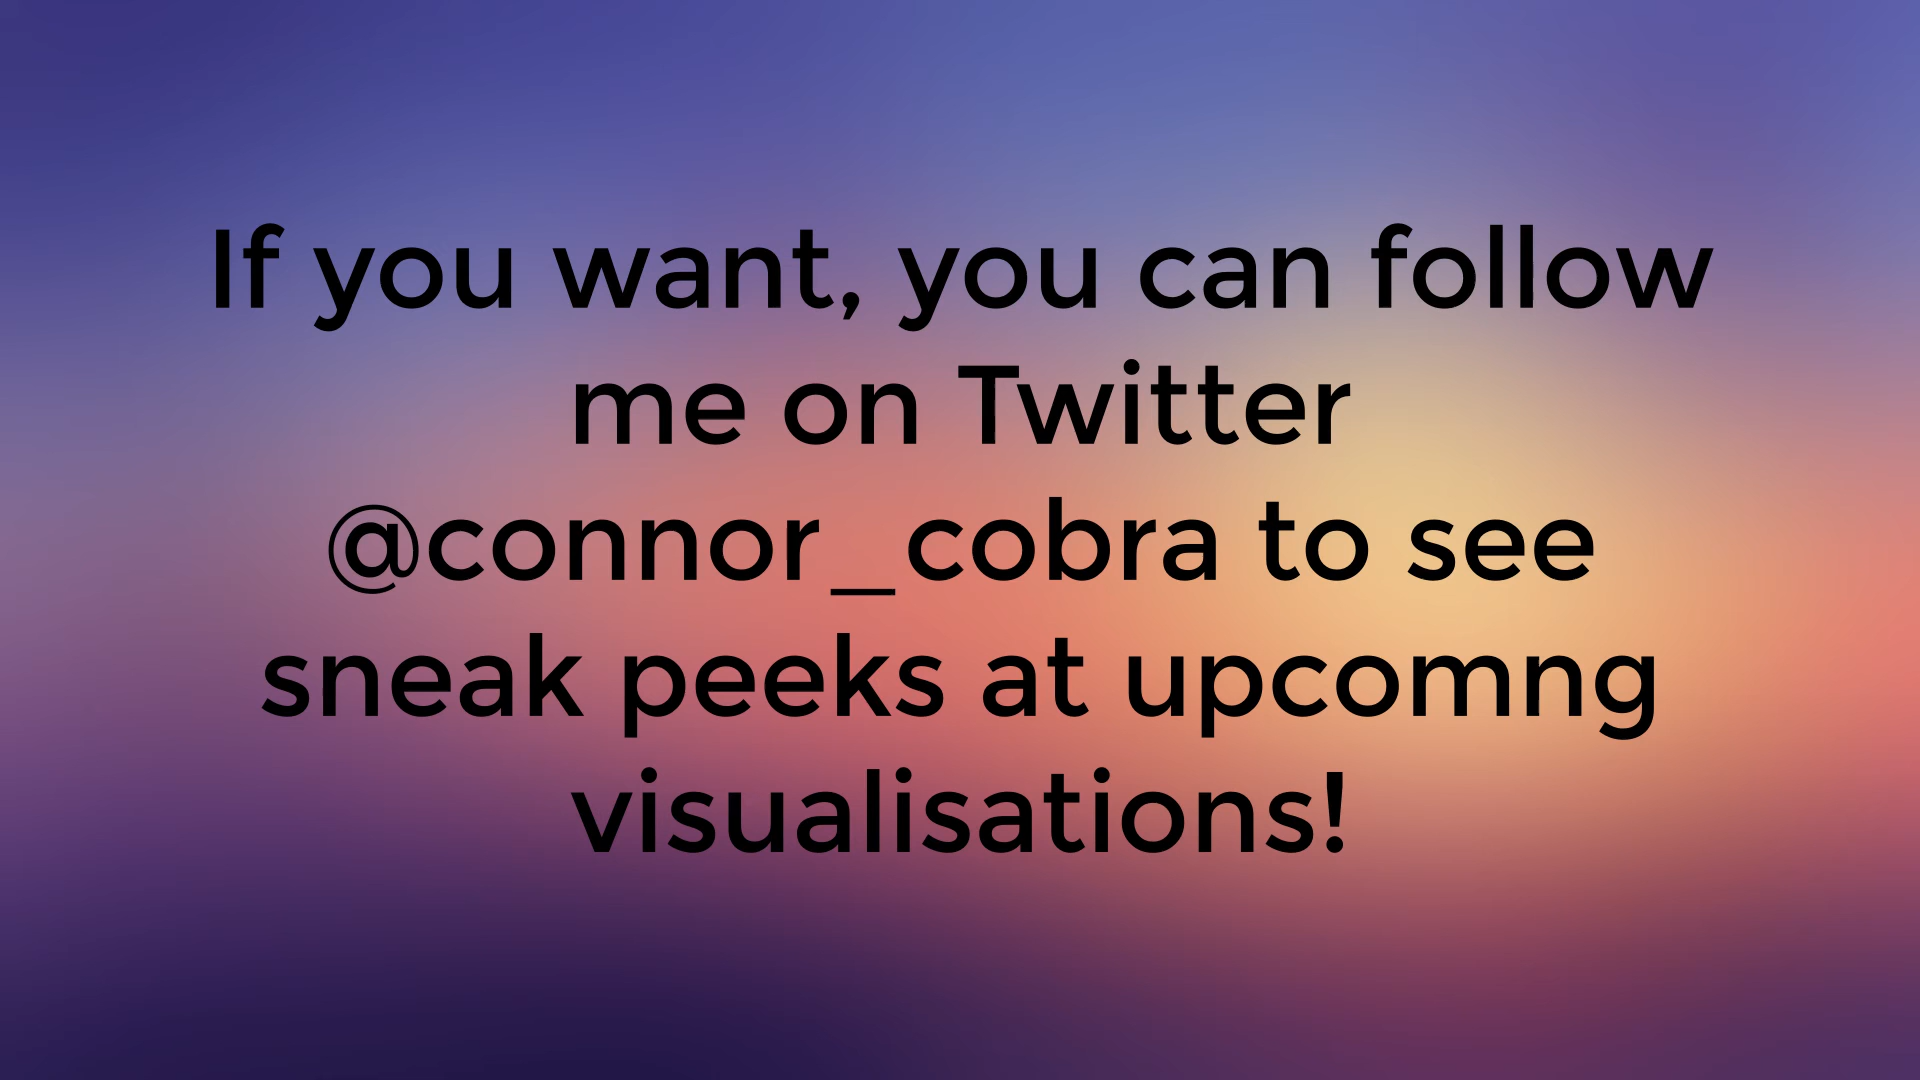 If you want, you can follow
me on Twitter
@connor_cobra to see
sneak peeks at upcomng
visualisations!